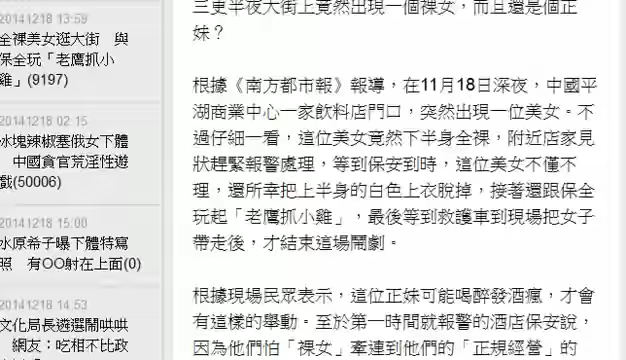 20141218 13:59
全裸美女逛大街 與
保全玩「老鷹抓小
雞」(9197)
20141218 02:15
冰塊辣椒塞俄女下體
中國貪官荒淫性遊
戲(50006)
20141218 15:00
水原希子曝下體特寫
照 有OO射在上面(0)
20141218 14:53
文化局長遊選鬧哄哄
網友：吃相不比政
三更半夜大街上竟然出現一個裸女，而且還是個正
妹？
根據《南方都市報》報導，在11月18日深夜，中國平
湖商業中心一家飲料店門口，突然出現一位美女。不
過仔細一看，這位美女竟然下半身全裸，附近店家見
狀趕緊報警處理，等到保安到時，這位美女不僅不
理，還所幸把上半身的白色上衣脫掉，接著還跟保全
玩起「老鷹抓小雞」，最後等到救護車到現場把女子
帶走後，才結束這場鬧劇。
根據現場民眾表示，這位正妹可能喝醉發酒瘋，才會
有這樣的舉動。至於第一時間就報警的酒店保安說，
因為他們怕「裸女」牽連到他們的「正規經營」的